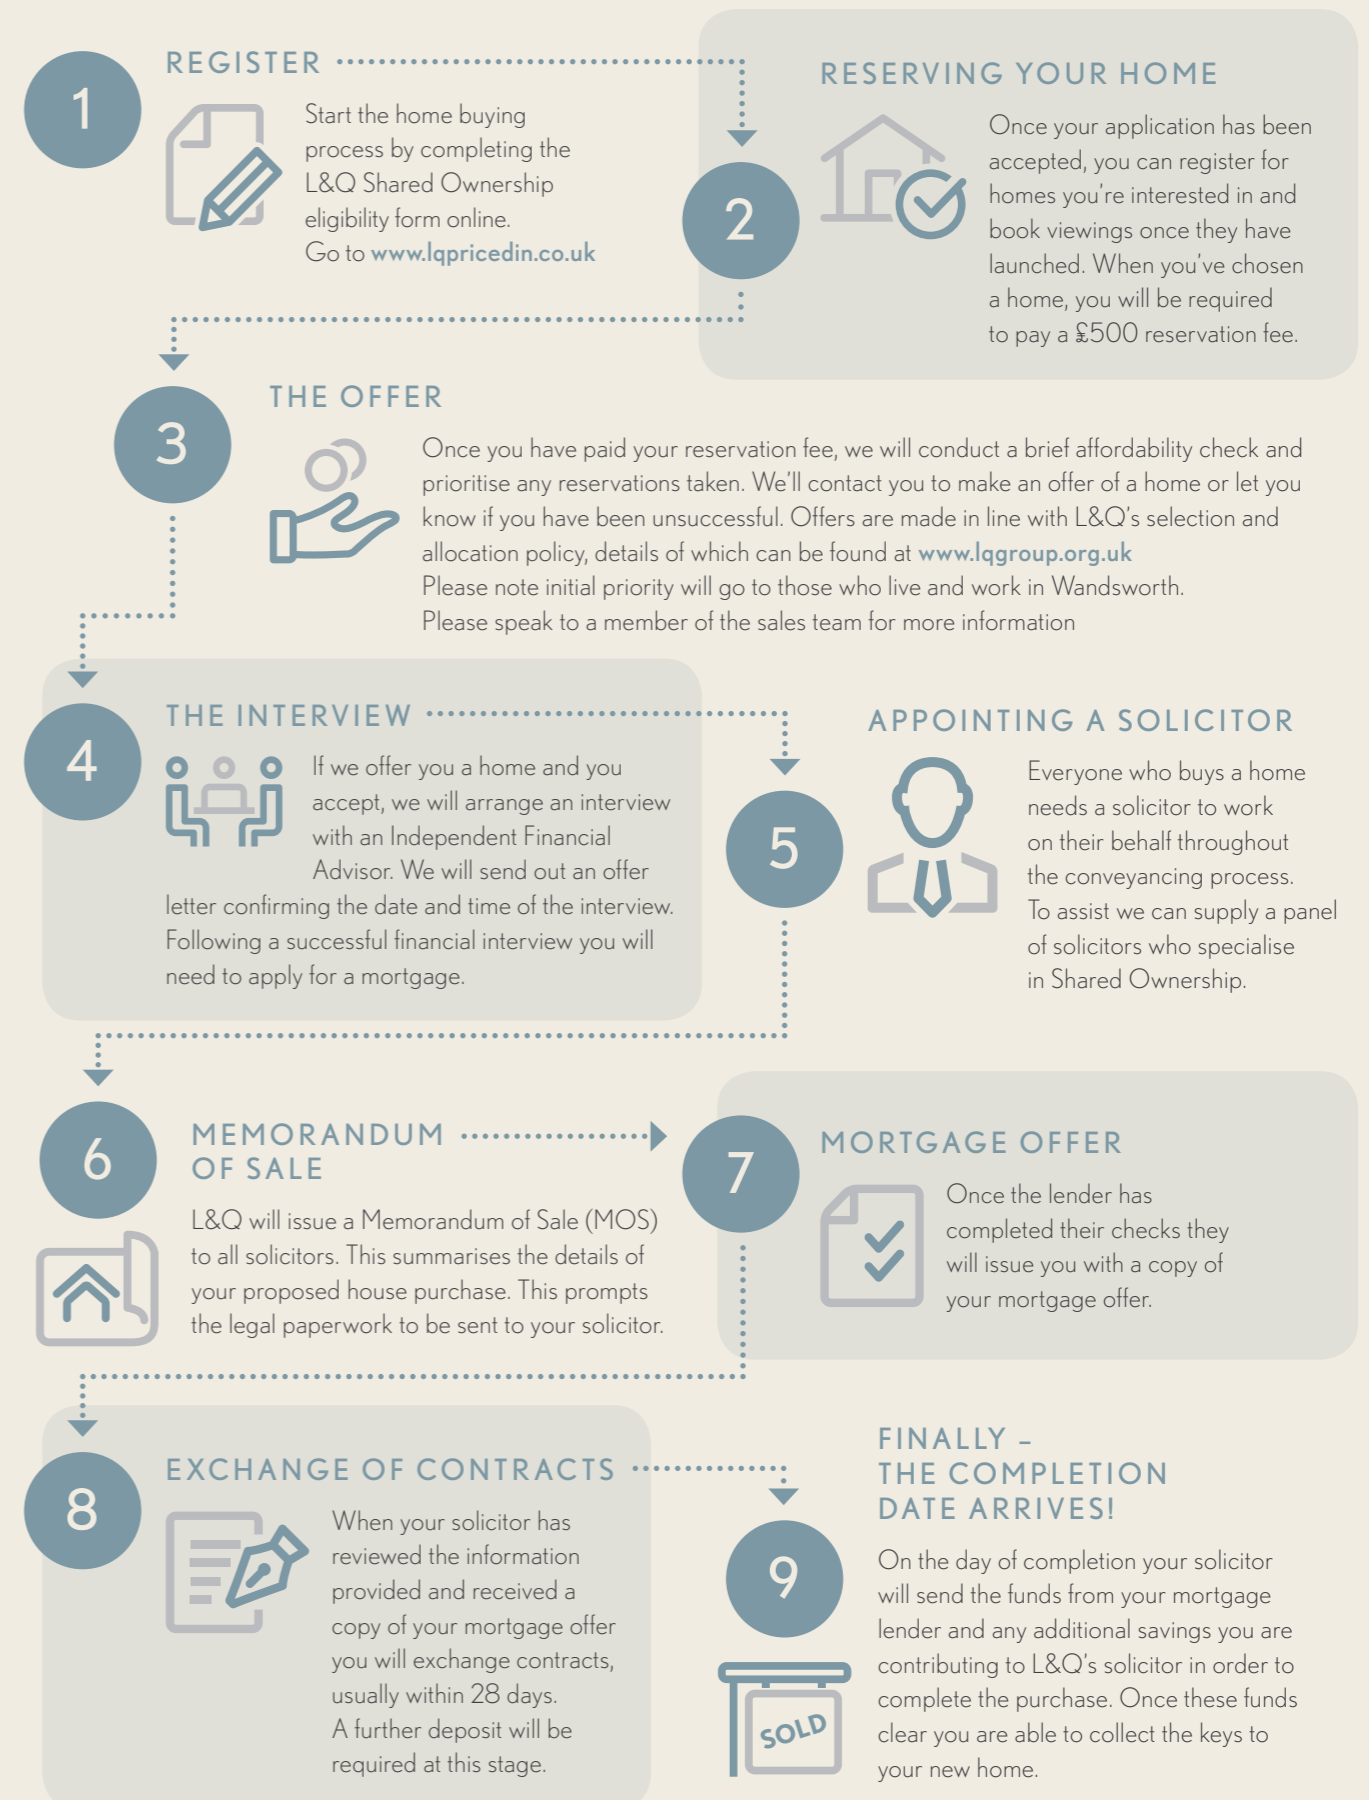 1
REGISTER
Start the home buying
process by completing the
L&Q Shared Ownership
eligibility form online.
Go to www.lqpricedin.co.uk
2
RESERVING YOUR HOME
Once your application has been
accepted, you can register for
homes you're interested in and
book viewings once they have
launched. When you've chosen
a home, you will be required
to pay a £500 reservation fee.
3
THE OFFER
Once you have paid your reservation fee, we will conduct a brief affordability check and
prioritise any reservations taken. We'll contact you to make an offer of a home or let you
know if you have been unsuccessful. Offers are made in line with L&Q's selection and
allocation policy, details of which can be found at www.lqgroup.org.uk
Please note initial priority will go to those who live and work in Wandsworth.
Please speak to a member of the sales team for more information
4
THE INTERVIEW
If we offer you a home and you
accept, we will arrange an interview
with an Independent Financial
Advisor. We will send out an offer
letter confirming the date and time of the interview.
Following a successful financial interview you will
need to apply for a mortgage.
5
APPOINTING A SOLICITOR
Everyone who buys a home
needs a solicitor to work
on their behalf throughout
the conveyancing process.
To assist we can supply a panel
of solicitors who specialise
in Shared Ownership.
6
MEMORANDUM
OF SALE
L&Q will issue a Memorandum of Sale (MOS)
to all solicitors. This summarises the details of
your proposed house purchase. This prompts
the legal paperwork to be sent to your solicitor.
7
MORTGAGE OFFER
Once the lender has
completed their checks they
will issue you with a copy of
your mortgage offer.
8
EXCHANGE OF CONTRACTS
When your solicitor has
reviewed the information
provided and received a
copy of your mortgage offer
you will exchange contracts,
usually within 28 days.
A further deposit will be
required at this stage.
9
FINALLY –
THE COMPLETION
DATE ARRIVES!
On the day of completion your solicitor
will send the funds from your mortgage
lender and any additional savings you are
contributing to L&Q's solicitor in order to
complete the purchase. Once these funds
clear you are able to collect the keys to
your new home.
SOLD